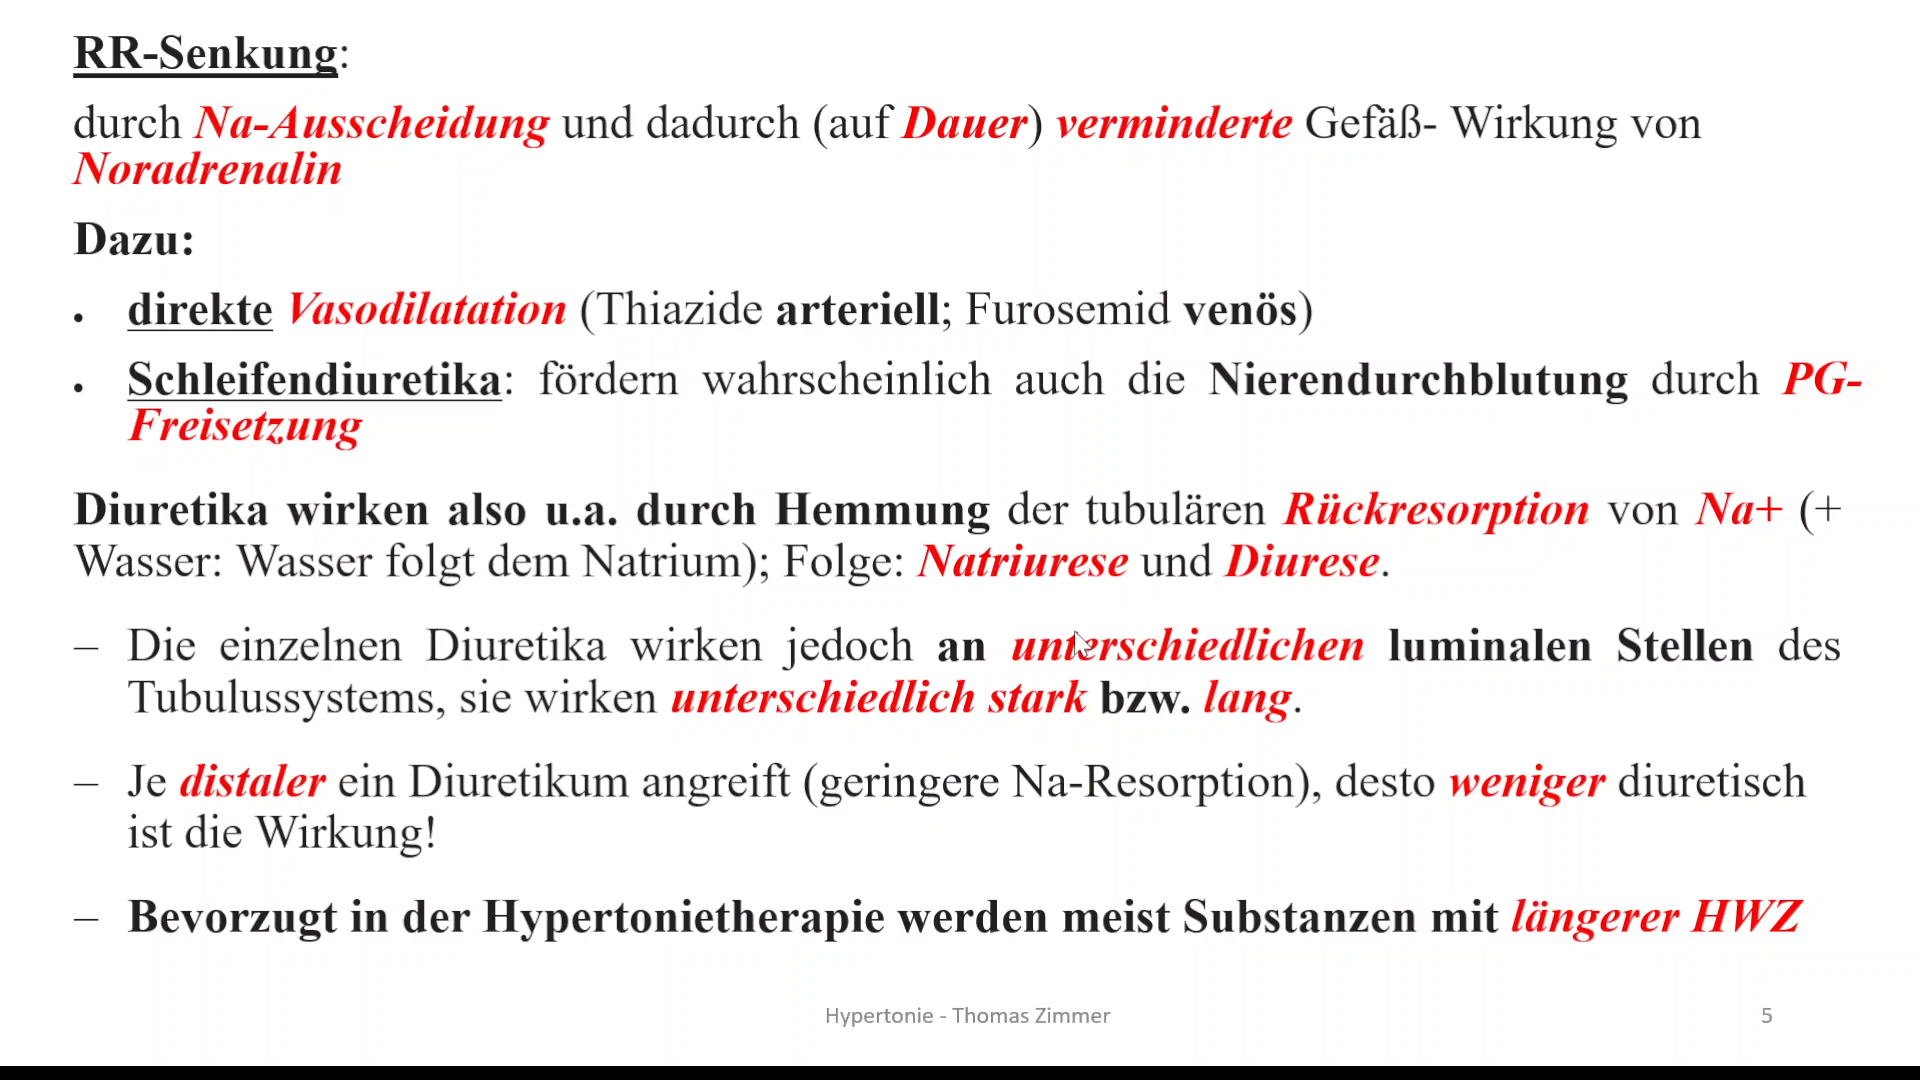 RR-Senkung:
durch Na-Ausscheidung und dadurch (auf Dauer) verminderte Gefäß- Wirkung von
Noradrenalin
Dazu:
• direkte Vasodilatation (Thiazide arteriell; Furosemid venös)
• Schleifendiuretika: fördern wahrscheinlich auch die Nierendurchblutung durch PG-
Freisetzung
Diuretika wirken also u.a. durch Hemmung der tubulären Rückresorption von Na+ (+
Wasser: Wasser folgt dem Natrium); Folge: Natriurese und Diurese.
– Die einzelnen Diuretika wirken jedoch an unterschiedlichen luminalen Stellen des
Tubulussystems, sie wirken unterschiedlich stark bzw. lang.
– Je distaler ein Diuretikum angreift (geringere Na-Resorption), desto weniger diuretisch
ist die Wirkung!
– Bevorzugt in der Hypertonietherapie werden meist Substanzen mit längerer HWZ
Hypertonie - Thomas Zimmer
5